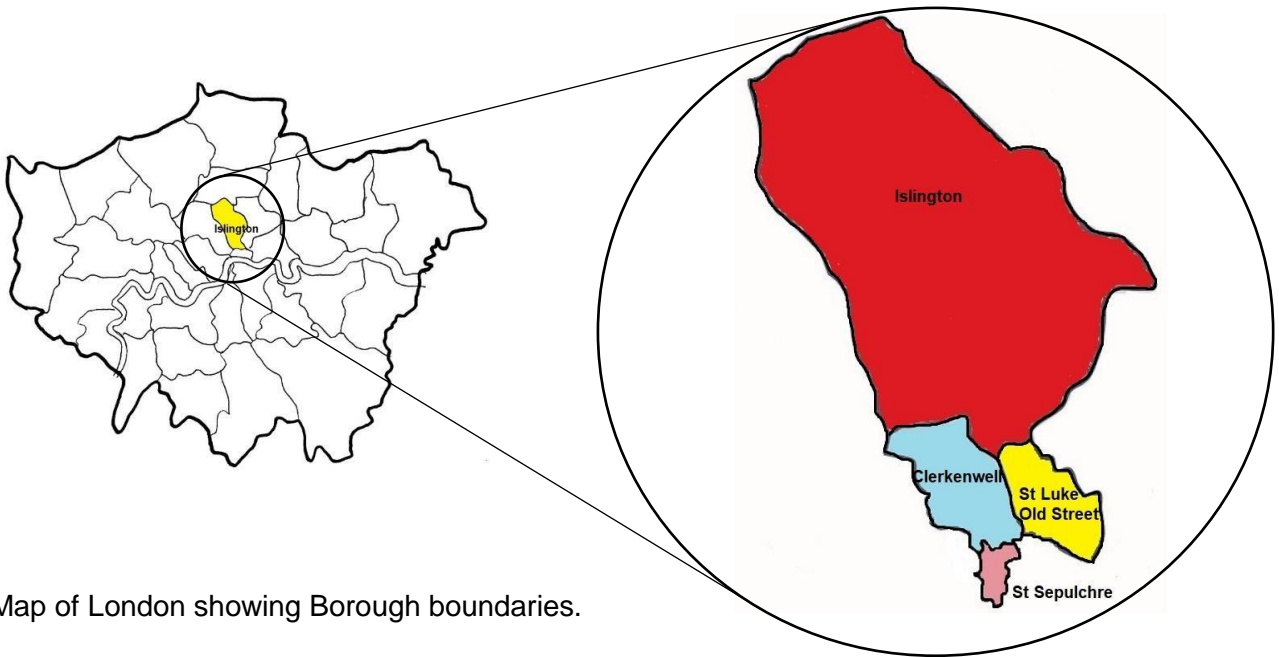 Islington
Islington
Clerkenwell
St Luke
Old Street
St Sepulchre
Map of London showing Borough boundaries.